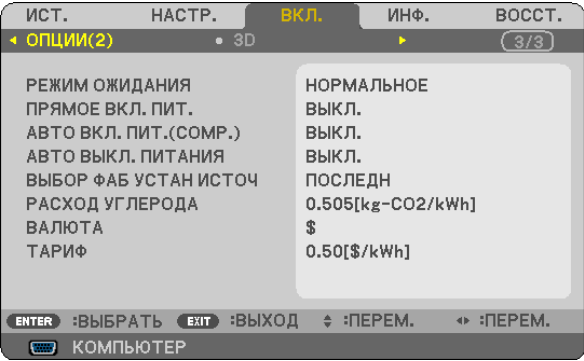 ИСТ. НАСТР. ВКЛ. ИНФ. ВОССТ.
ОПЦИИ(2) 3D 3/3
РЕЖИМ ОЖИДАНИЯ НОРМАЛЬНОЕ
ПРЯМОЕ ВКЛ. ПИТ. ВЫКЛ.
АВТО ВКЛ. ПИТ.(COMP.) ВЫКЛ.
АВТО ВЫКЛ. ПИТАНИЯ ВЫКЛ.
ВЫБОР ФАБ УСТАН ИСТОЧ ПОСЛЕДН
РАСХОД УГЛЕРОДА 0.505[kg-CO2/kWh]
ВАЛЮТА $
ТАРИФ 0.50[$/kWh]
ENTER :ВЫБРАТЬ EXIT :ВЫХОД :ПЕРЕМ. :ПЕРЕМ.
КОМПЬЮТЕР